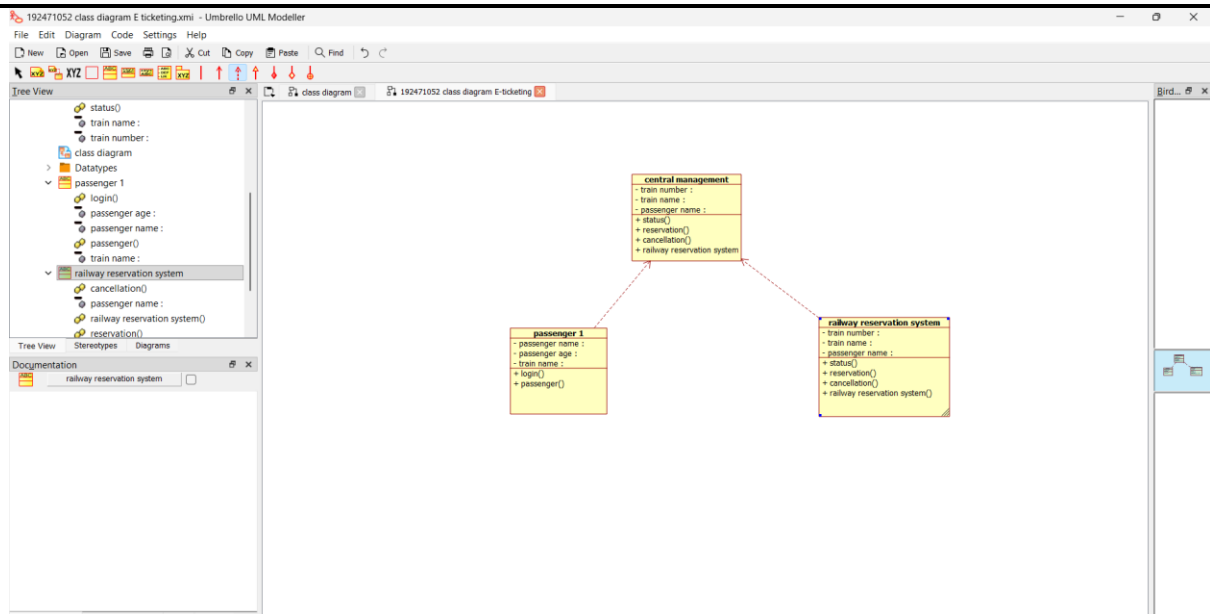 192471052 class diagram E ticketing.xmi - Umbrello UML Modeller
File Edit Diagram Code Settings Help
New Open Save Cut Copy Paste Find
XYZ XYZ
Tree View
class diagram
192471052 class diagram E-ticketing
Bird...
status()
train name :
train number :
class diagram
Datatypes
passenger 1
login()
passenger age :
passenger name :
passenger()
train name :
railway reservation system
cancellation()
passenger name :
railway reservation system()
reservation()
Tree View Stereotypes Diagrams
Documentation
railway reservation system
central management
- train number :
- train name :
- passenger name :
+ status()
+ reservation()
+ cancellation()
+ railway reservation system
passenger 1
- passenger name :
- passenger age :
- train name :
+ login()
+ passenger()
railway reservation system
- train number :
- train name :
- passenger name :
+ status()
+ reservation()
+ cancellation()
+ railway reservation system()